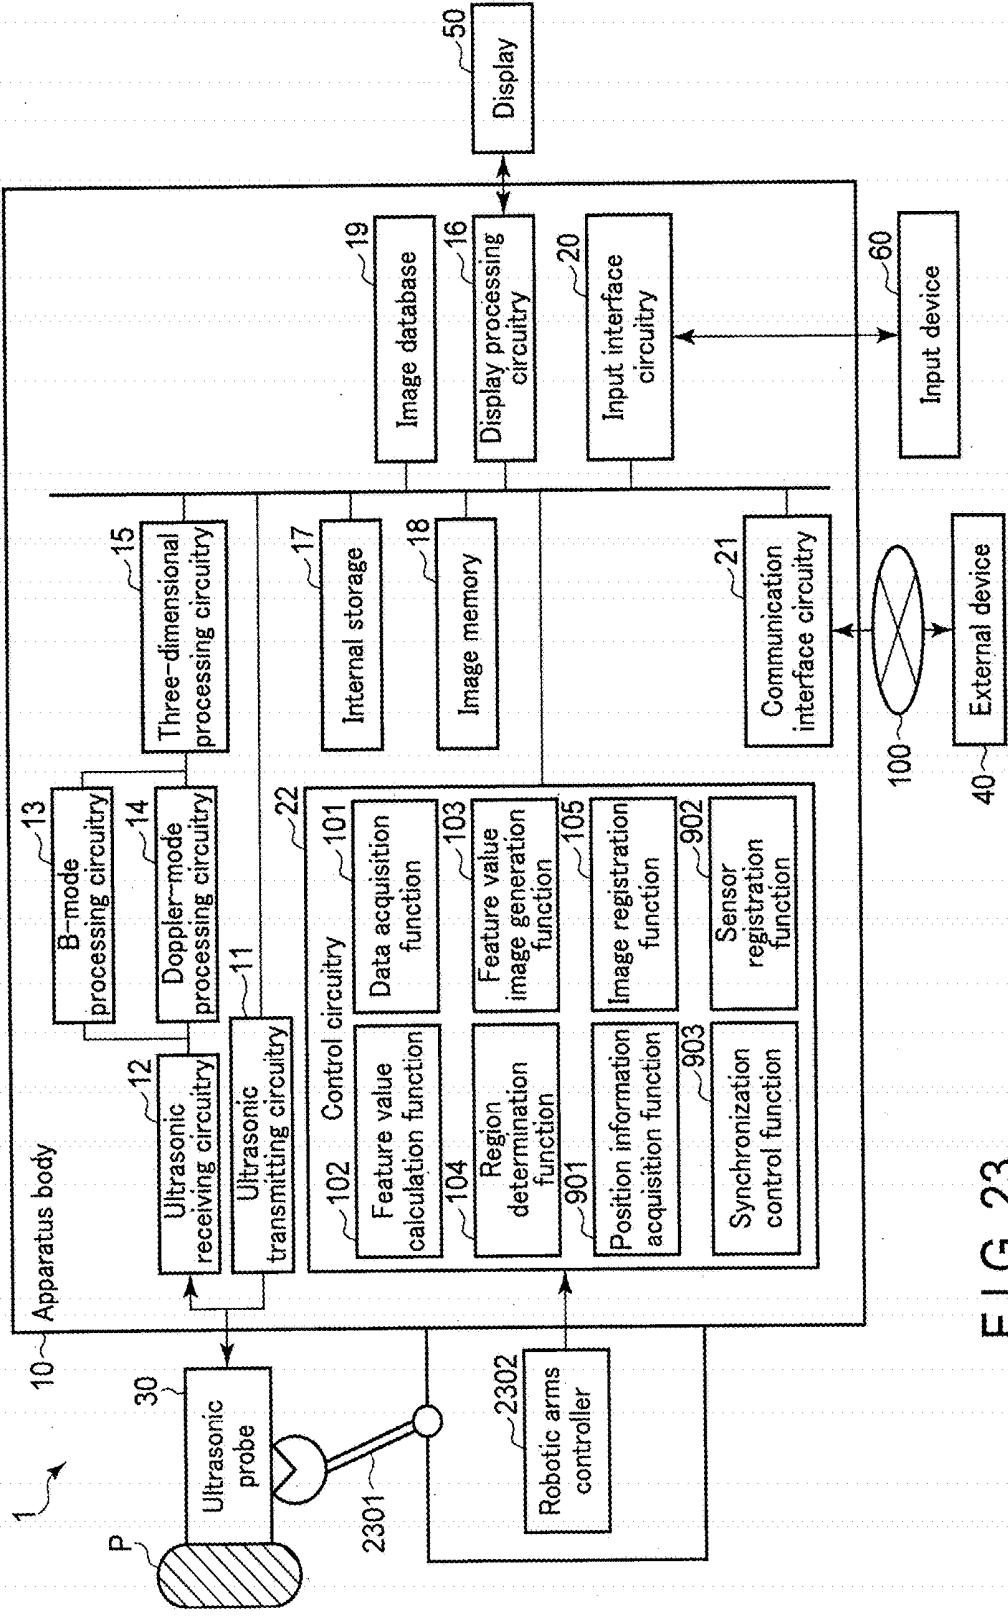 1
P
30
Ultrasonic
probe
2301
2302
Robotic arms
controller
10
Apparatus body
12
Ultrasonic
receiving circuitry
11
Ultrasonic
transmitting circuitry
13
B-mode
processing circuitry
14
Doppler-mode
processing circuitry
15
Three-dimensional
processing circuitry
17
Internal storage
18
Image memory
19
Image database
16
Display processing
circuitry
50
Display
20
Input interface
circuitry
60
Input device
21
Communication
interface circuitry
100
40
External device
22
Control circuitry
102
Feature value
calculation function
101
Data acquisition
function
104
Region
determination
function
103
Feature value
image generation
function
901
Position information
acquisition function
105
Image registration
function
903
Synchronization
control function
902
Sensor
registration
function
FIG. 23